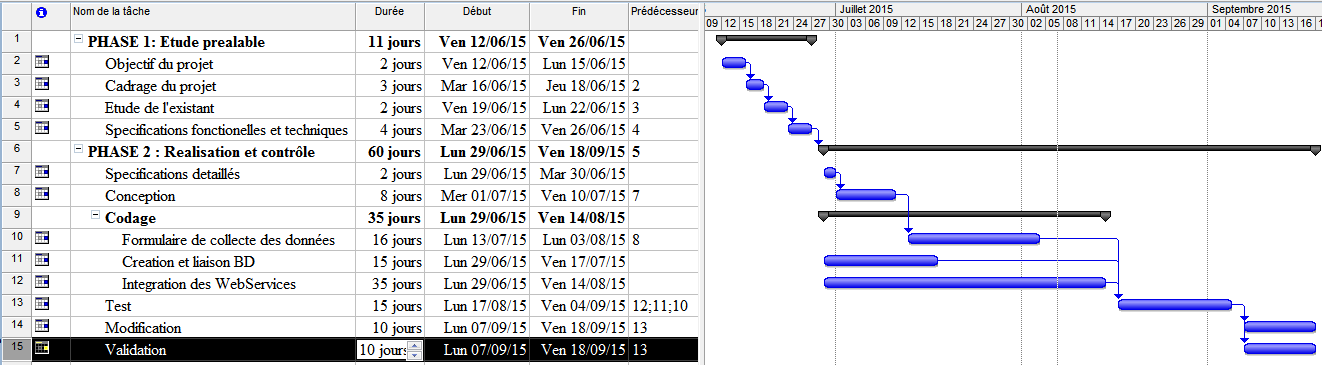 Nom de la tâche Durée Début Fin Prédécesseur
Juillet 2015 Août 2015 Septembre 2015
09 12 15 18 21 24 27 30 03 06 09 12 15 18 21 24 27 30 02 05 08 11 14 17 20 23 26 29 01 04 07 10 13 16 1
1 PHASE 1: Etude prealable 11 jours Ven 12/06/15 Ven 26/06/15
2 Objectif du projet 2 jours Ven 12/06/15 Lun 15/06/15
3 Cadrage du projet 3 jours Mar 16/06/15 Jeu 18/06/15 2
4 Etude de l'existant 2 jours Ven 19/06/15 Lun 22/06/15 3
5 Specifications fonctionelles et techniques 4 jours Mar 23/06/15 Ven 26/06/15 4
6 PHASE 2 : Realisation et contrôle 60 jours Lun 29/06/15 Ven 18/09/15 5
7 Specifications detaillés 2 jours Lun 29/06/15 Mar 30/06/15
8 Conception 8 jours Mer 01/07/15 Ven 10/07/15 7
9 Codage 35 jours Lun 29/06/15 Ven 14/08/15
10 Formulaire de collecte des données 16 jours Lun 13/07/15 Lun 03/08/15 8
11 Creation et liaison BD 15 jours Lun 29/06/15 Ven 17/07/15
12 Integration des WebServices 35 jours Lun 29/06/15 Ven 14/08/15
13 Test 15 jours Lun 17/08/15 Ven 04/09/15 12;11;10
14 Modification 10 jours Lun 07/09/15 Ven 18/09/15 13
15 Validation 10 jours Lun 07/09/15 Ven 18/09/15 13